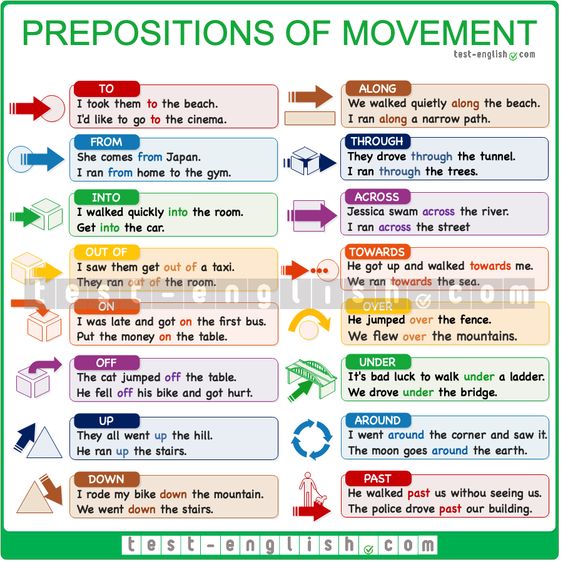 PREPOSITIONS OF MOVEMENT
test-english.com
TO
I took them to the beach.
I'd like to go to the cinema.
FROM
She comes from Japan.
I ran from home to the gym.
INTO
I walked quickly into the room.
Get into the car.
OUT OF
I saw them get out of a taxi.
They ran out of the room.
ON
I was late and got on the first bus.
Put the money on the table.
OFF
The cat jumped off the table.
He fell off his bike and got hurt.
UP
They all went up the hill.
He ran up the stairs.
DOWN
I rode my bike down the mountain.
We went down the stairs.
ALONG
We walked quietly along the beach.
I ran along a narrow path.
THROUGH
They drove through the tunnel.
I ran through the trees.
ACROSS
Jessica swam across the river.
I ran across the street
TOWARDS
He got up and walked towards me.
We ran towards the sea.
OVER
He jumped over the fence.
We flew over the mountains.
UNDER
It's bad luck to walk under a ladder.
We drove under the bridge.
AROUND
I went around the corner and saw it.
The moon goes around the earth.
PAST
He walked past us withou seeing us.
The police drove past our building.
test-english.com
test-english.com